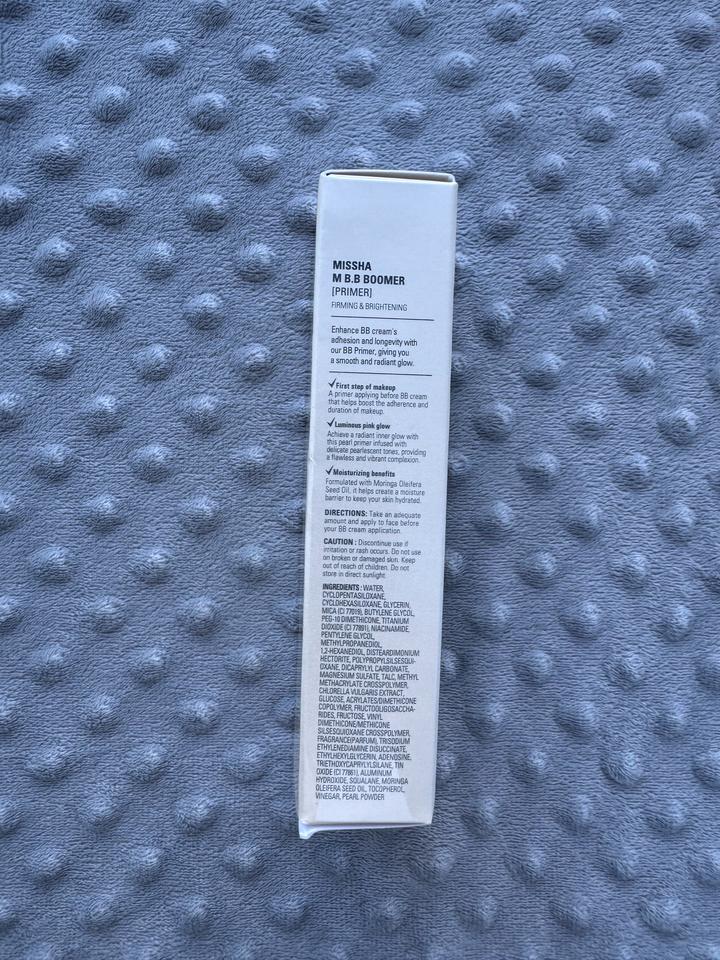 MISSHA
M B.B BOOMER
[PRIMER]
FIRMING & BRIGHTENING
Enhance BB cream's
adhesion and longevity with
our BB Primer, giving you
a smooth and radiant glow.
✓First step of makeup
A primer applying before BB cream
that helps boost the adherence and
duration of makeup.
✓Luminous pink glow
Achieve a radiant inner glow with
this pearl primer infused with
delicate pearlescent tones, providing
a flawless and vibrant complexion.
✓Moisturizing benefits
Formulated with Moringa Oleifera
Seed Oil, it helps create a moisture
barrier to keep your skin hydrated.
DIRECTIONS: Take an adequate
amount and apply to face before
your BB cream application.
CAUTION : Discontinue use if
irritation or rash occurs. Do not use
on broken or damaged skin. Keep
out of reach of children. Do not
store in direct sunlight.
INGREDIENTS : WATER,
CYCLOPENTASILOXANE,
CYCLOHEXASILOXANE, GLYCERIN,
MICA (CI 77019), BUTYLENE GLYCOL,
PEG-10 DIMETHICONE, TITANIUM
DIOXIDE (CI 77891), NIACINAMIDE,
PENTYLENE GLYCOL,
METHYLPROPANEDIOL,
1,2-HEXANEDIOL, DISTEARDIMONIUM
HECTORITE, POLYPROPYLSILSESQUI-
OXANE, DICAPRYLYL CARBONATE,
MAGNESIUM SULFATE, TALC, METHYL
METHACRYLATE CROSSPOLYMER,
CHLORELLA VULGARIS EXTRACT,
GLUCOSE, ACRYLATES/DIMETHICONE
COPOLYMER, FRUCTOOLIGOSACCHA-
RIDES, FRUCTOSE, VINYL
DIMETHICONE/METHICONE
SILSESQUIOXANE CROSSPOLYMER,
FRAGRANCE(PARFUM), TRISODIUM
ETHYLENEDIAMINE DISUCCINATE,
ETHYLHEXYLGLYCERIN, ADENOSINE,
TRIETHOXYCAPRYLYLSILANE, TIN
OXIDE (CI 77861), ALUMINUM
HYDROXIDE, SQUALANE, MORINGA
OLEIFERA SEED OIL, TOCOPHEROL,
VINEGAR, PEARL POWDER